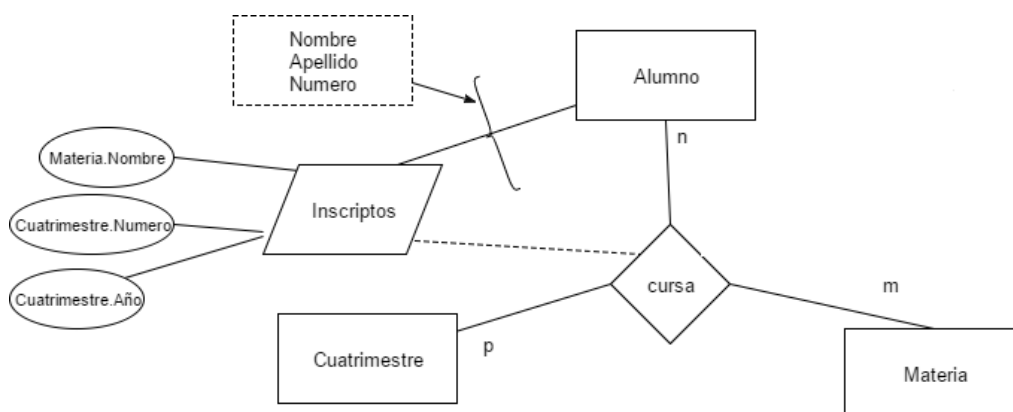 Nombre
Apellido
Numero
Alumno
n
Materia.Nombre
Cuatrimestre.Numero
Cuatrimestre.Año
Inscriptos
cursa
m
Cuatrimestre
p
Materia